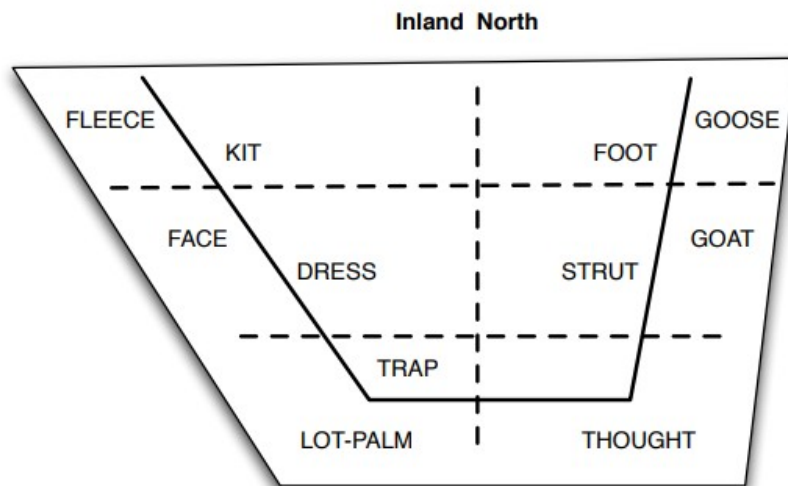 Inland North
FLEECE GOOSE
KIT FOOT
FACE GOAT
DRESS STRUT
TRAP
LOT-PALM THOUGHT